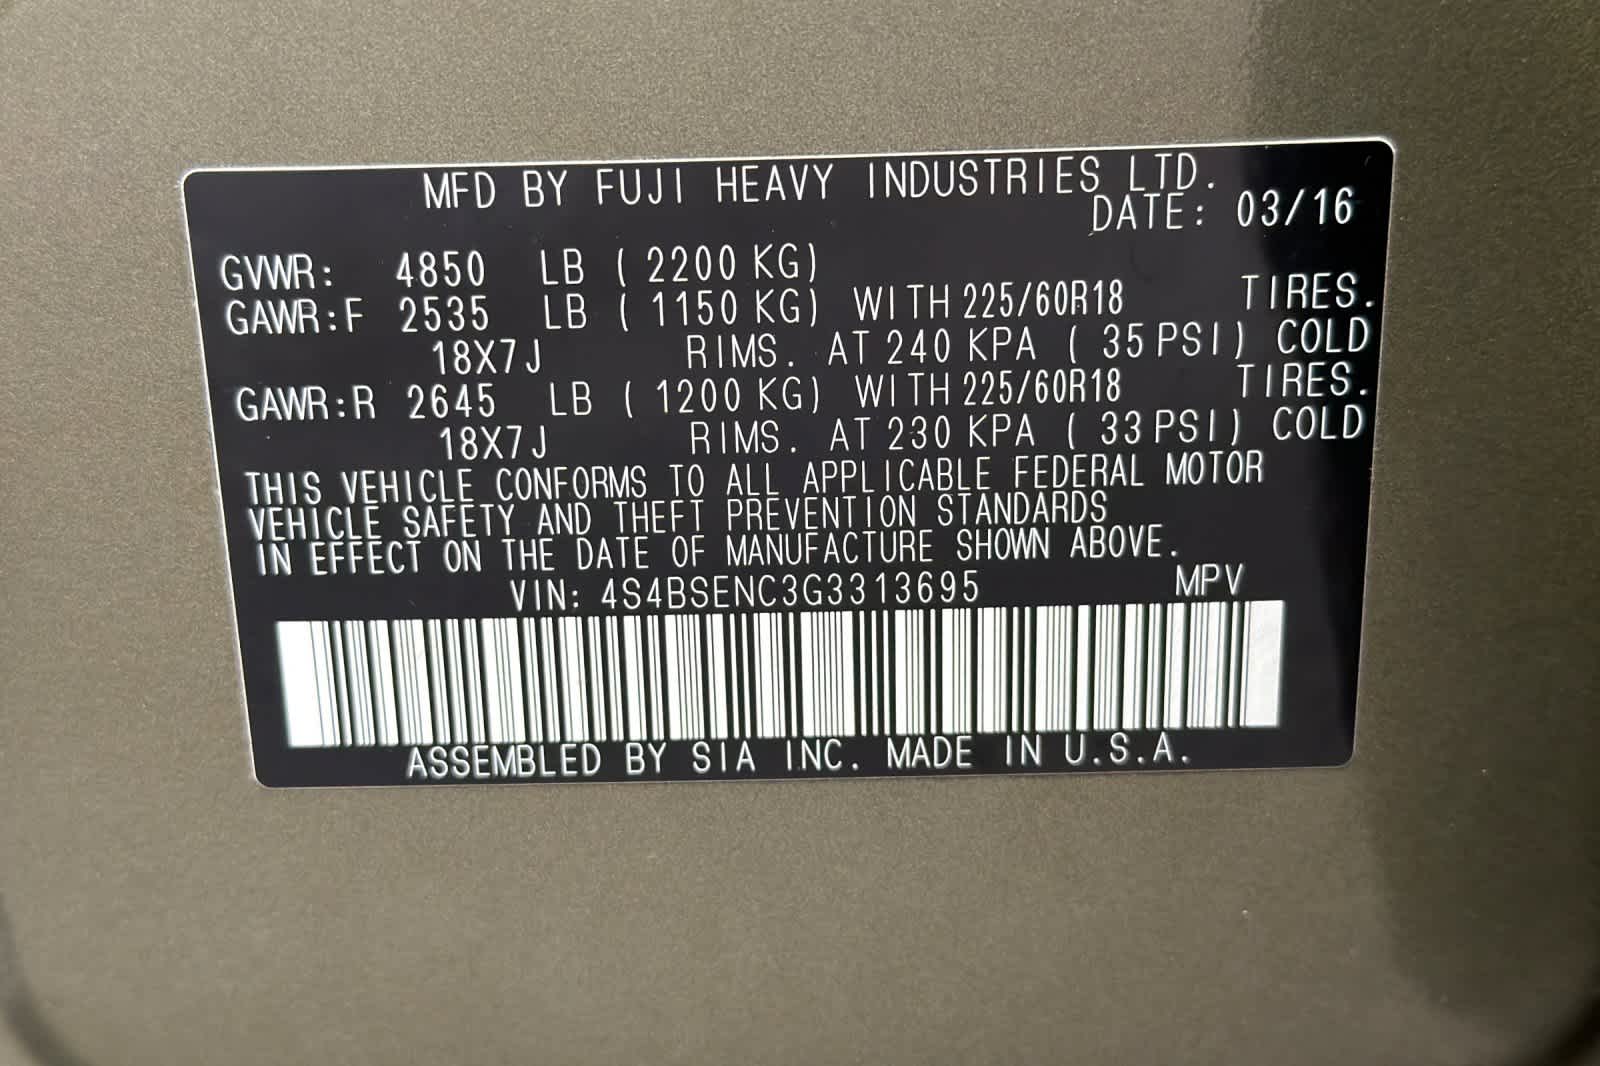 MFD BY FUJI HEAVY INDUSTRIES LTD.
DATE: 03/16
GVWR: 4850 LB ( 2200 KG)
GAWR:F 2535 LB ( 1150 KG) WITH 225/60R18 TIRES.
18X7J RIMS. AT 240 KPA ( 35 PSI) COLD
GAWR:R 2645 LB ( 1200 KG) WITH 225/60R18 TIRES.
18X7J RIMS. AT 230 KPA ( 33 PSI) COLD
THIS VEHICLE CONFORMS TO ALL APPLICABLE FEDERAL MOTOR
VEHICLE SAFETY AND THEFT PREVENTION STANDARDS
IN EFFECT ON THE DATE OF MANUFACTURE SHOWN ABOVE.
VIN: 4S4BSENC3G3313695 MPV
ASSEMBLED BY SIA INC. MADE IN U.S.A.